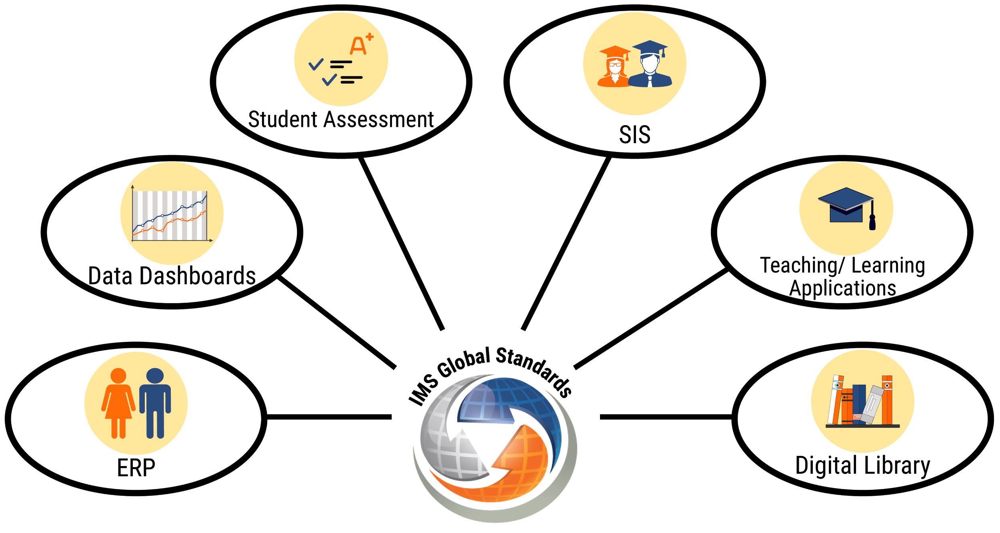 A+
Student Assessment
SIS
Data Dashboards
Teaching/ Learning
Applications
IMS Global Standards
ERP
Digital Library